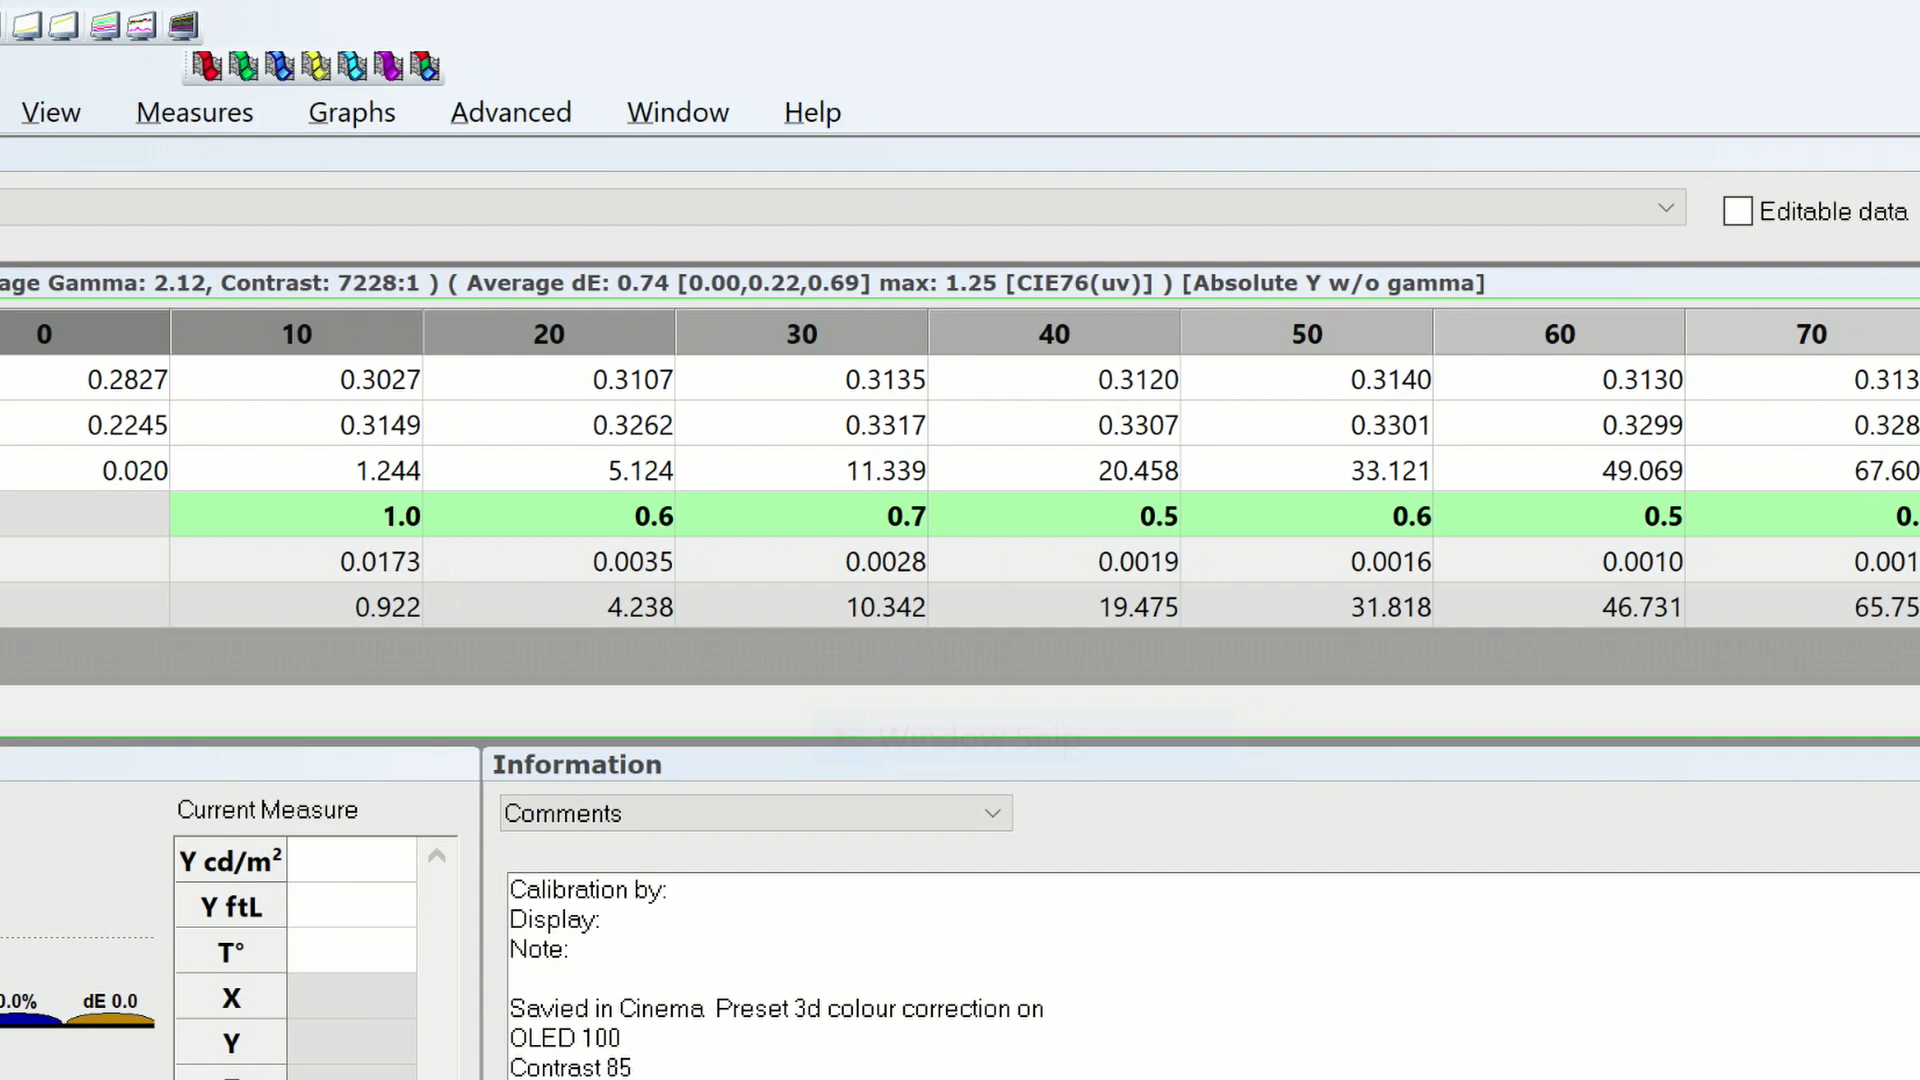 View Measures Graphs Advanced Window Help
Editable data
age Gamma: 2.12, Contrast: 7228:1 ) ( Average dE: 0.74 [0.00,0.22,0.69] max: 1.25 [CIE76(uv)] ) [Absolute Y w/o gamma]
0 10 20 30 40 50 60 70
0.2827 0.3027 0.3107 0.3135 0.3120 0.3140 0.3130 0.313
0.2245 0.3149 0.3262 0.3317 0.3307 0.3301 0.3299 0.328
0.020 1.244 5.124 11.339 20.458 33.121 49.069 67.60
1.0 0.6 0.7 0.5 0.6 0.5 0.
0.0173 0.0035 0.0028 0.0019 0.0016 0.0010 0.001
0.922 4.238 10.342 19.475 31.818 46.731 65.75
Window Snip
Information
Current Measure
Comments
Y cd/m²
Y ftL
T°
X
Y
0.0% dE 0.0
Calibration by:
Display:
Note:
Savied in Cinema Preset 3d colour correction on
OLED 100
Contrast 85